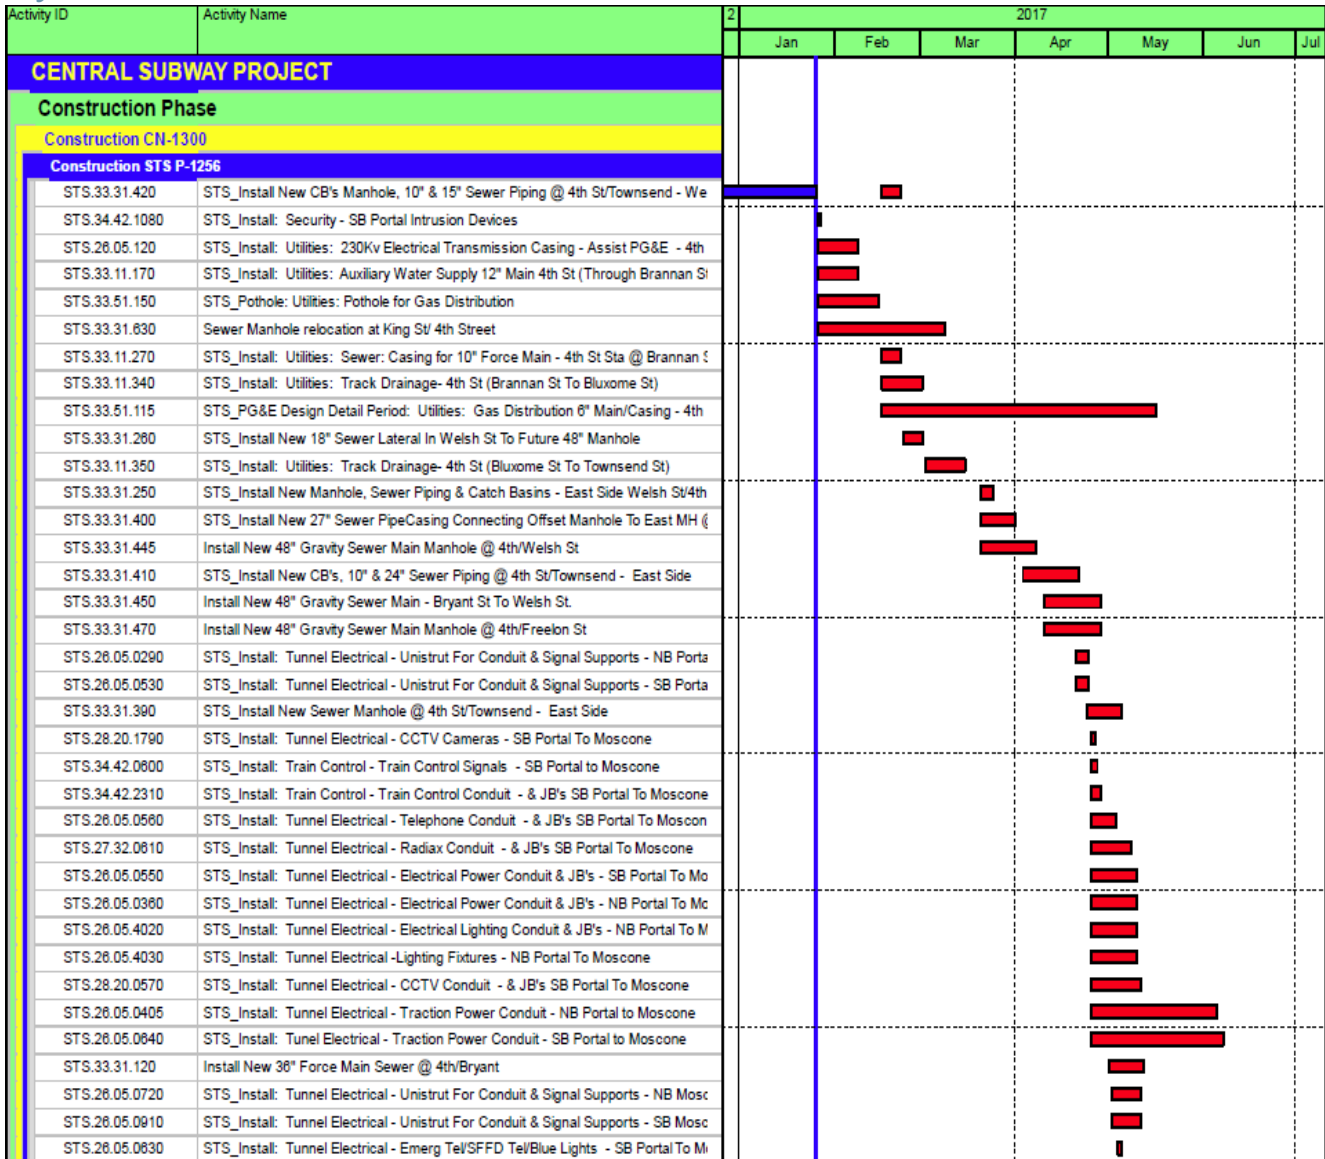 Activity ID Activity Name 2 2017
Jan Feb Mar Apr May Jun Jul
CENTRAL SUBWAY PROJECT
Construction Phase
Construction CN-1300
Construction STS P-1256
STS.33.31.420 STS_Install New CB's Manhole, 10" & 15" Sewer Piping @ 4th St/Townsend - We
STS.34.42.1080 STS_Install: Security - SB Portal Intrusion Devices
STS.26.05.120 STS_Install: Utilities: 230Kv Electrical Transmission Casing - Assist PG&E - 4th
STS.33.11.170 STS_Install: Utilities: Auxiliary Water Supply 12" Main 4th St (Through Brannan St
STS.33.51.150 STS_Pothole: Utilities: Pothole for Gas Distribution
STS.33.31.630 Sewer Manhole relocation at King St/ 4th Street
STS.33.11.270 STS_Install: Utilities: Sewer: Casing for 10" Force Main - 4th St Sta @ Brannan S
STS.33.11.340 STS_Install: Utilities: Track Drainage- 4th St (Brannan St To Bluxome St)
STS.33.51.115 STS_PG&E Design Detail Period: Utilities: Gas Distribution 6" Main/Casing - 4th
STS.33.31.260 STS_Install New 18" Sewer Lateral In Welsh St To Future 48" Manhole
STS.33.11.350 STS_Install: Utilities: Track Drainage- 4th St (Bluxome St To Townsend St)
STS.33.31.250 STS_Install New Manhole, Sewer Piping & Catch Basins - East Side Welsh St/4th
STS.33.31.400 STS_Install New 27" Sewer PipeCasing Connecting Offset Manhole To East MH @
STS.33.31.445 Install New 48" Gravity Sewer Main Manhole @ 4th/Welsh St
STS.33.31.410 STS_Install New CB's, 10" & 24" Sewer Piping @ 4th St/Townsend - East Side
STS.33.31.450 Install New 48" Gravity Sewer Main - Bryant St To Welsh St.
STS.33.31.470 Install New 48" Gravity Sewer Main Manhole @ 4th/Freelon St
STS.26.05.0290 STS_Install: Tunnel Electrical - Unistrut For Conduit & Signal Supports - NB Porta
STS.26.05.0530 STS_Install: Tunnel Electrical - Unistrut For Conduit & Signal Supports - SB Porta
STS.33.31.390 STS_Install New Sewer Manhole @ 4th St/Townsend - East Side
STS.28.20.1790 STS_Install: Tunnel Electrical - CCTV Cameras - SB Portal To Moscone
STS.34.42.0600 STS_Install: Train Control - Train Control Signals - SB Portal to Moscone
STS.34.42.2310 STS_Install: Train Control - Train Control Conduit - & JB's SB Portal To Moscone
STS.26.05.0560 STS_Install: Tunnel Electrical - Telephone Conduit - & JB's SB Portal To Moscon
STS.27.32.0610 STS_Install: Tunnel Electrical - Radiax Conduit - & JB's SB Portal To Moscone
STS.26.05.0550 STS_Install: Tunnel Electrical - Electrical Power Conduit & JB's - SB Portal To Mo
STS.26.05.0360 STS_Install: Tunnel Electrical - Electrical Power Conduit & JB's - NB Portal To Mc
STS.26.05.4020 STS_Install: Tunnel Electrical - Electrical Lighting Conduit & JB's - NB Portal To M
STS.26.05.4030 STS_Install: Tunnel Electrical -Lighting Fixtures - NB Portal To Moscone
STS.28.20.0570 STS_Install: Tunnel Electrical - CCTV Conduit - & JB's SB Portal To Moscone
STS.26.05.0405 STS_Install: Tunnel Electrical - Traction Power Conduit - NB Portal to Moscone
STS.26.05.0640 STS_Install: Tunel Electrical - Traction Power Conduit - SB Portal to Moscone
STS.33.31.120 Install New 36" Force Main Sewer @ 4th/Bryant
STS.26.05.0720 STS_Install: Tunnel Electrical - Unistrut For Conduit & Signal Supports - NB Mosc
STS.26.05.0910 STS_Install: Tunnel Electrical - Unistrut For Conduit & Signal Supports - SB Mosc
STS.26.05.0630 STS_Install: Tunnel Electrical - Emerg Tel/SFFD Tel/Blue Lights - SB Portal To M